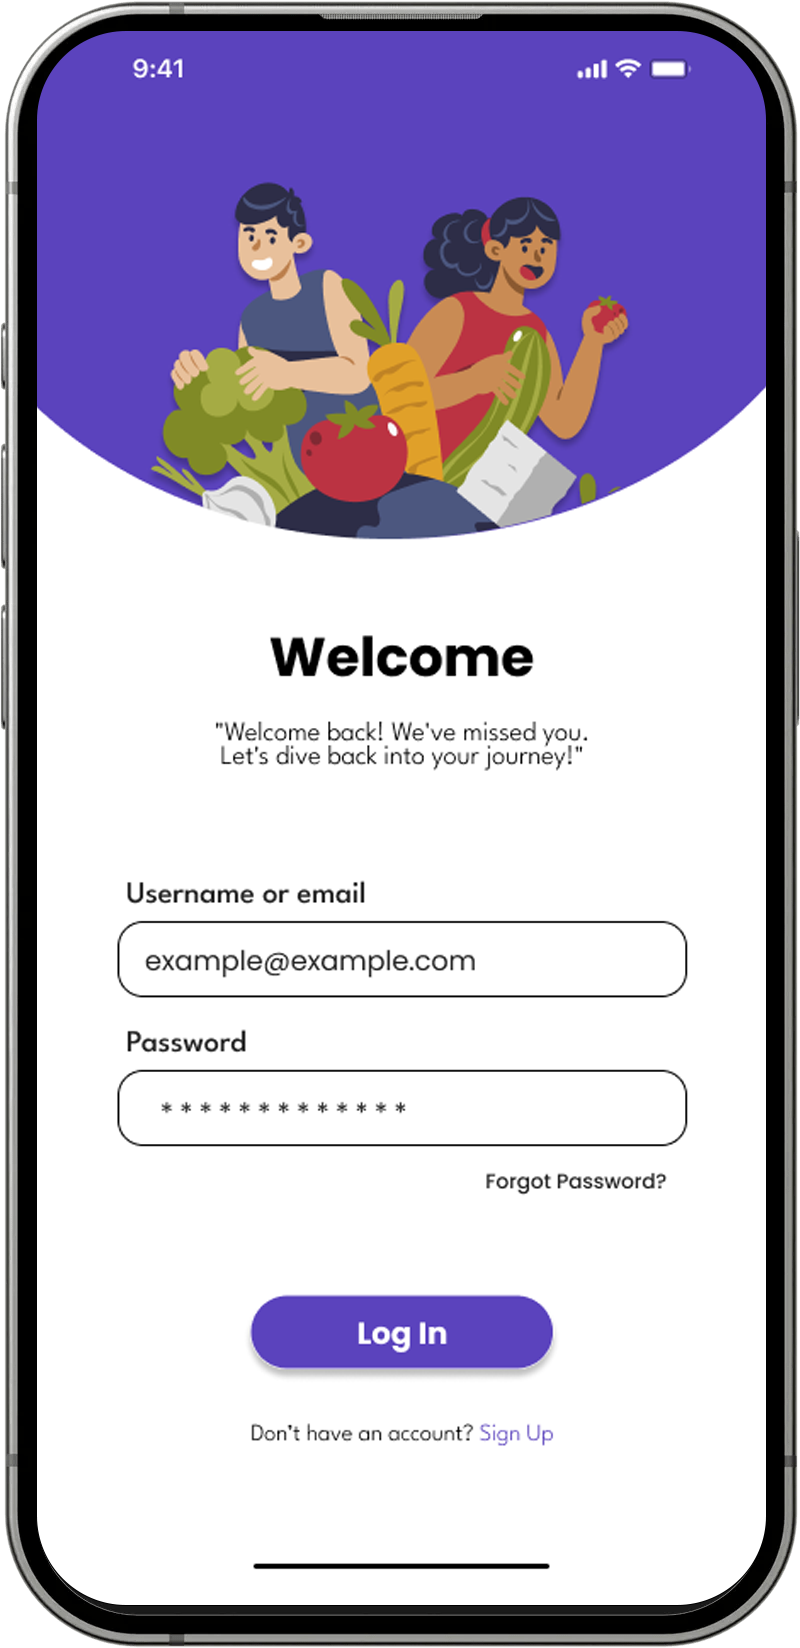 9:41
Welcome
"Welcome back! We've missed you.
Let's dive back into your journey!"
Username or email
example@example.com
Password
* * * * * * * * * * * * *
Forgot Password?
Log In
Don't have an account? Sign Up